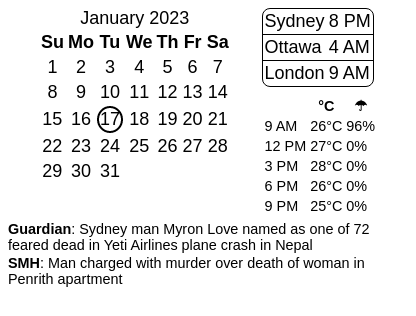 January 2023
Su Mo Tu We Th Fr Sa
1 2 3 4 5 6 7
8 9 10 11 12 13 14
15 16 17 18 19 20 21
22 23 24 25 26 27 28
29 30 31
Sydney 8 PM
Ottawa 4 AM
London 9 AM
°C ☂
9 AM 26°C 96%
12 PM 27°C 0%
3 PM 28°C 0%
6 PM 26°C 0%
9 PM 25°C 0%
Guardian: Sydney man Myron Love named as one of 72
feared dead in Yeti Airlines plane crash in Nepal
SMH: Man charged with murder over death of woman in
Penrith apartment